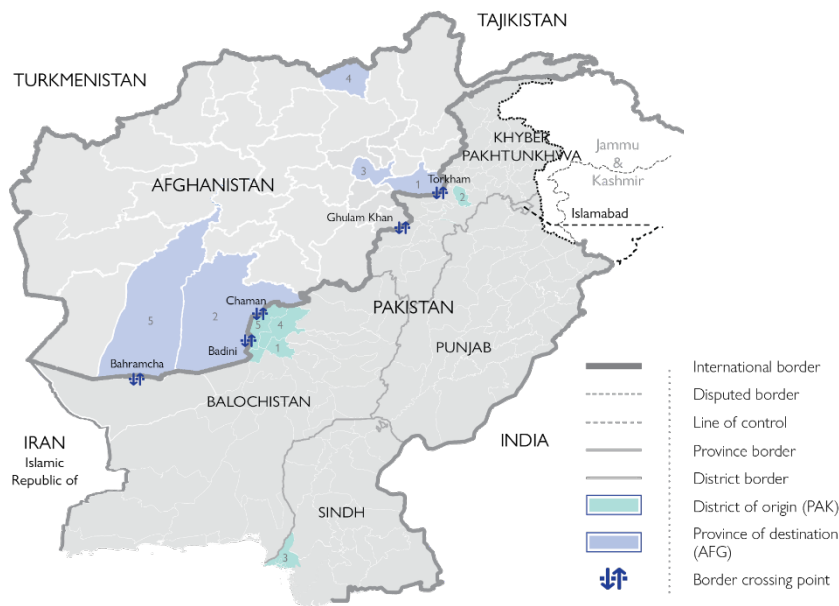 TAJIKISTAN
TURKMENISTAN
4
KHYBER
PAKHTUNKHWA
Jammu
&
Kashmir
3
1
Torkham
2
AFGHANISTAN
Ghulam Khan
Islamabad
Chaman
PAKISTAN
5
2
5
4
Badini
1
PUNJAB
Bahramcha
BALOCHISTAN
IRAN
Islamic
Republic of
INDIA
SINDH
3
International border
Disputed border
Line of control
Province border
District border
District of origin (PAK)
Province of destination
(AFG)
Border crossing point